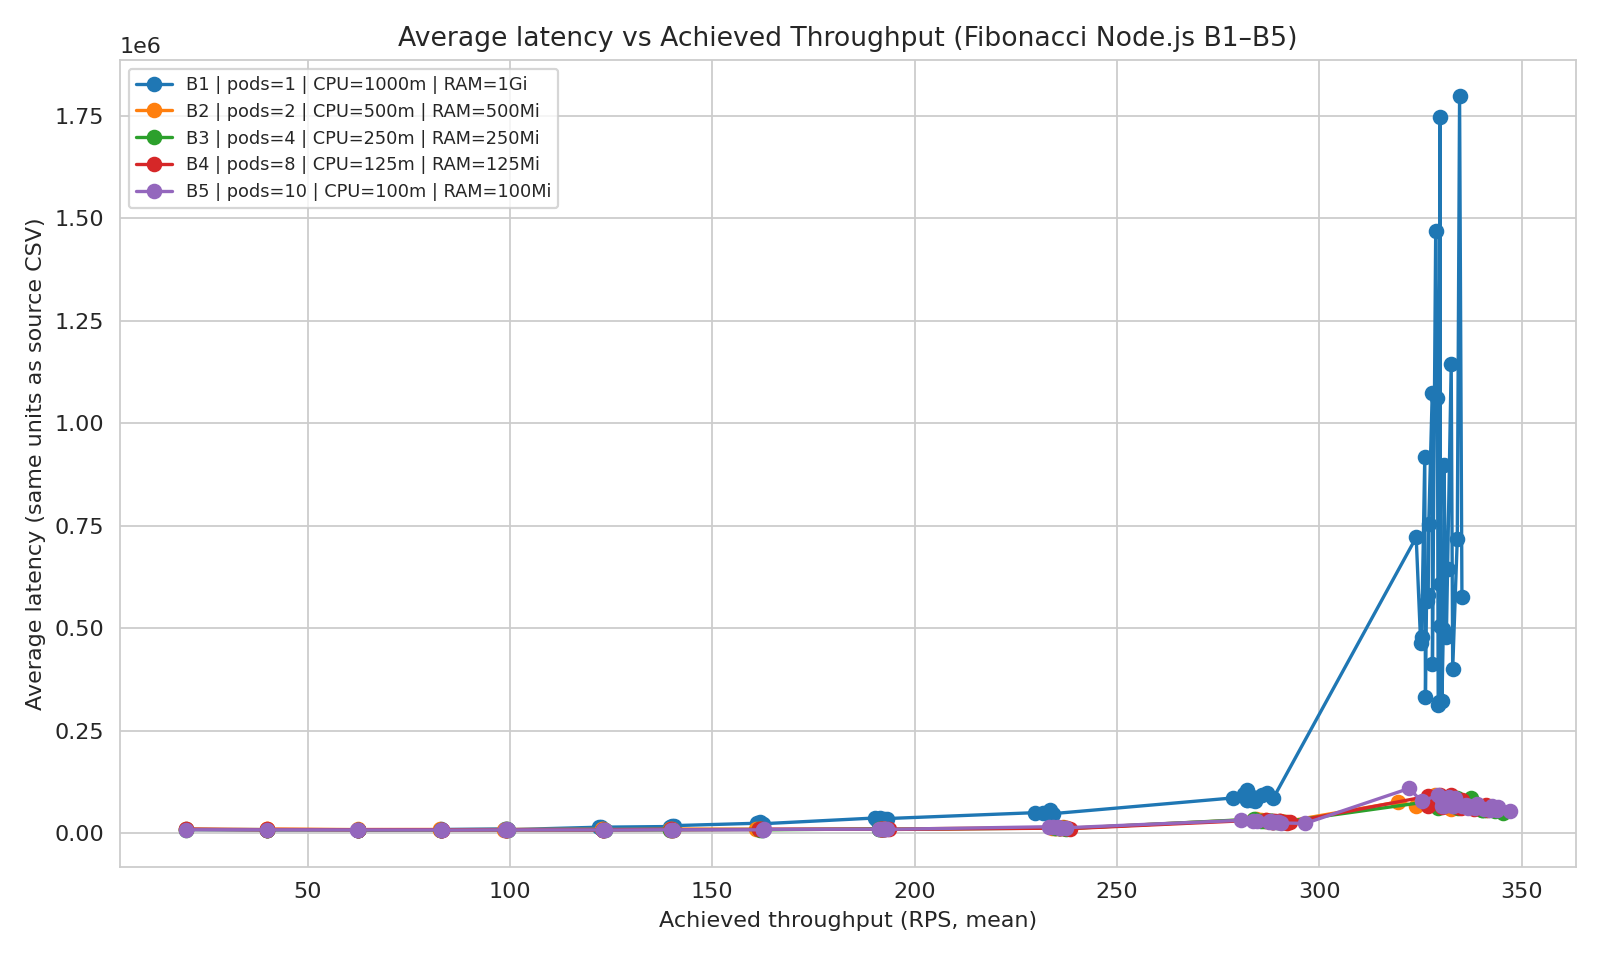 Average latency vs Achieved Throughput (Fibonacci Node.js B1–B5)
1e6
B1 | pods=1 | CPU=1000m | RAM=1Gi
B2 | pods=2 | CPU=500m | RAM=500Mi
B3 | pods=4 | CPU=250m | RAM=250Mi
B4 | pods=8 | CPU=125m | RAM=125Mi
B5 | pods=10 | CPU=100m | RAM=100Mi
Average latency (same units as source CSV)
1.75
1.50
1.25
1.00
0.75
0.50
0.25
0.00
50 100 150 200 250 300 350
Achieved throughput (RPS, mean)